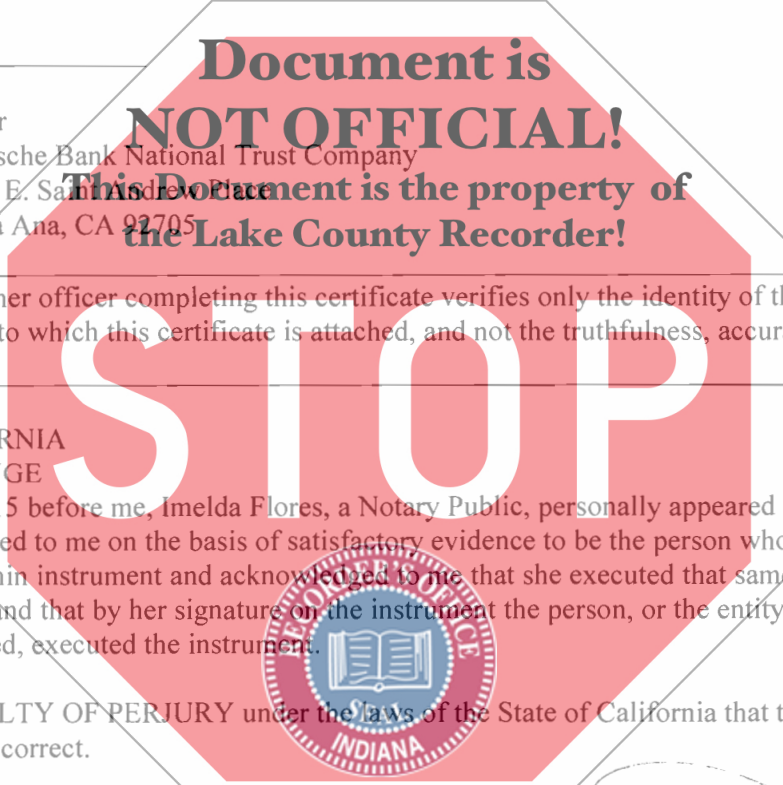 Document is
NOT OFFICIAL!
This Document is the property of
the Lake County Recorder!
STOP
r
sche Bank National Trust Company
E. Saint Andrew Place
a Ana, CA 92705
her officer completing this certificate verifies only the identity of th
to which this certificate is attached, and not the truthfulness, accur
RNIA
GE
5 before me, Imelda Flores, a Notary Public, personally appeared
ed to me on the basis of satisfactory evidence to be the person who
hin instrument and acknowledged to me that she executed that sam
nd that by her signature on the instrument the person, or the entity
ed, executed the instrument.
LTY OF PERJURY under the laws of the State of California that t
correct.
RECORDER'S OFFICE
SEAL
INDIANA